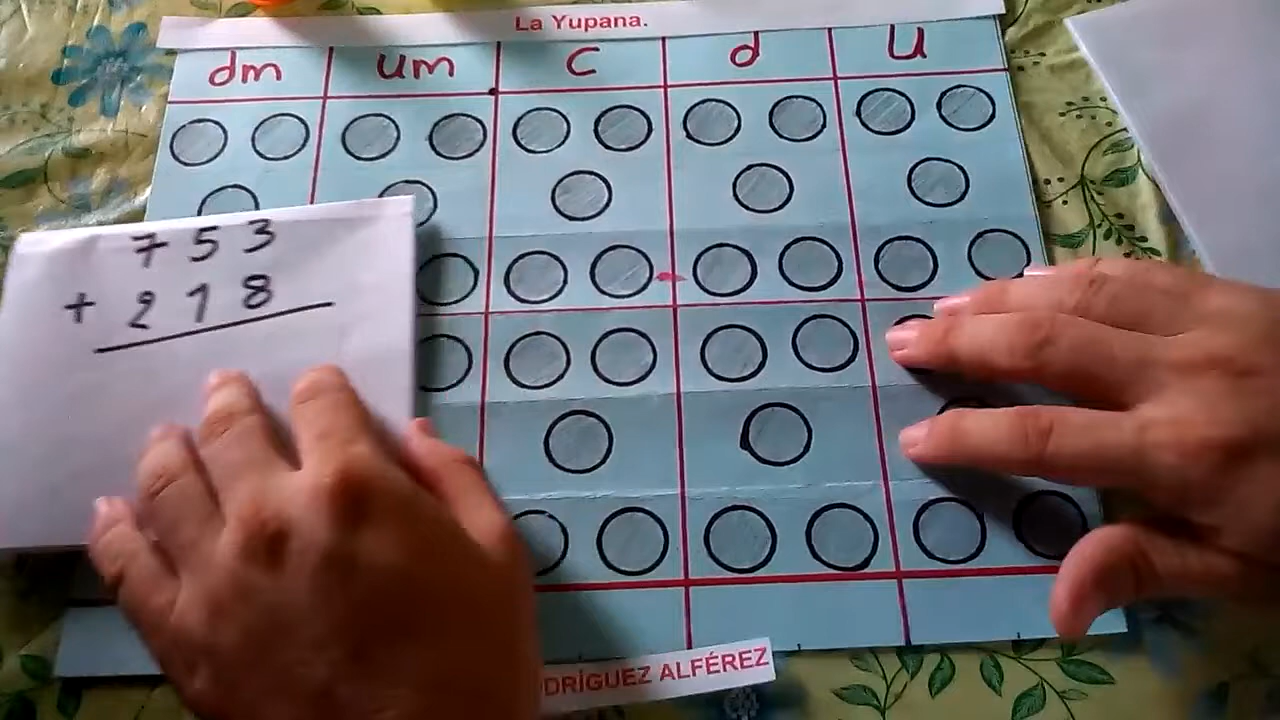 La Yupana.
dm um c d u
753
+ 218
DRÍGUEZ ALFÉREZ